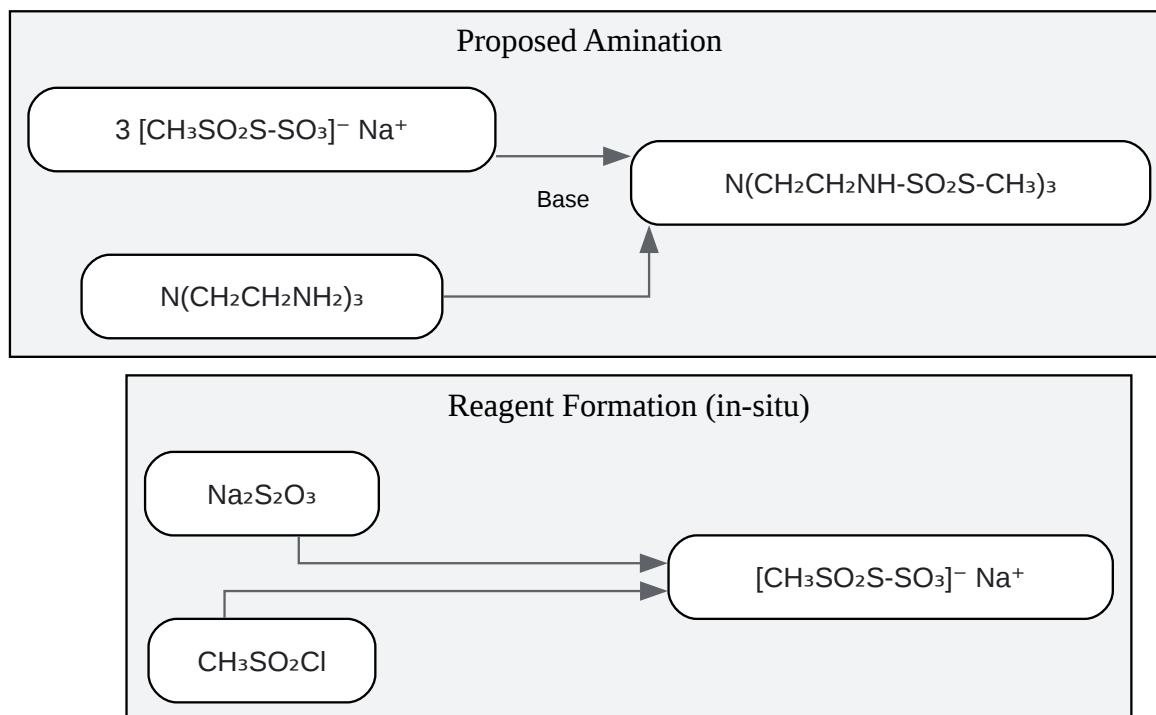 Proposed Amination
3 [CH₃SO₂S-SO₃]⁻ Na⁺
N(CH₂CH₂NH-SO₂S-CH₃)₃
Base
N(CH₂CH₂NH₂)₃
Reagent Formation (in-situ)
Na₂S₂O₃
[CH₃SO₂S-SO₃]⁻ Na⁺
CH₃SO₂Cl